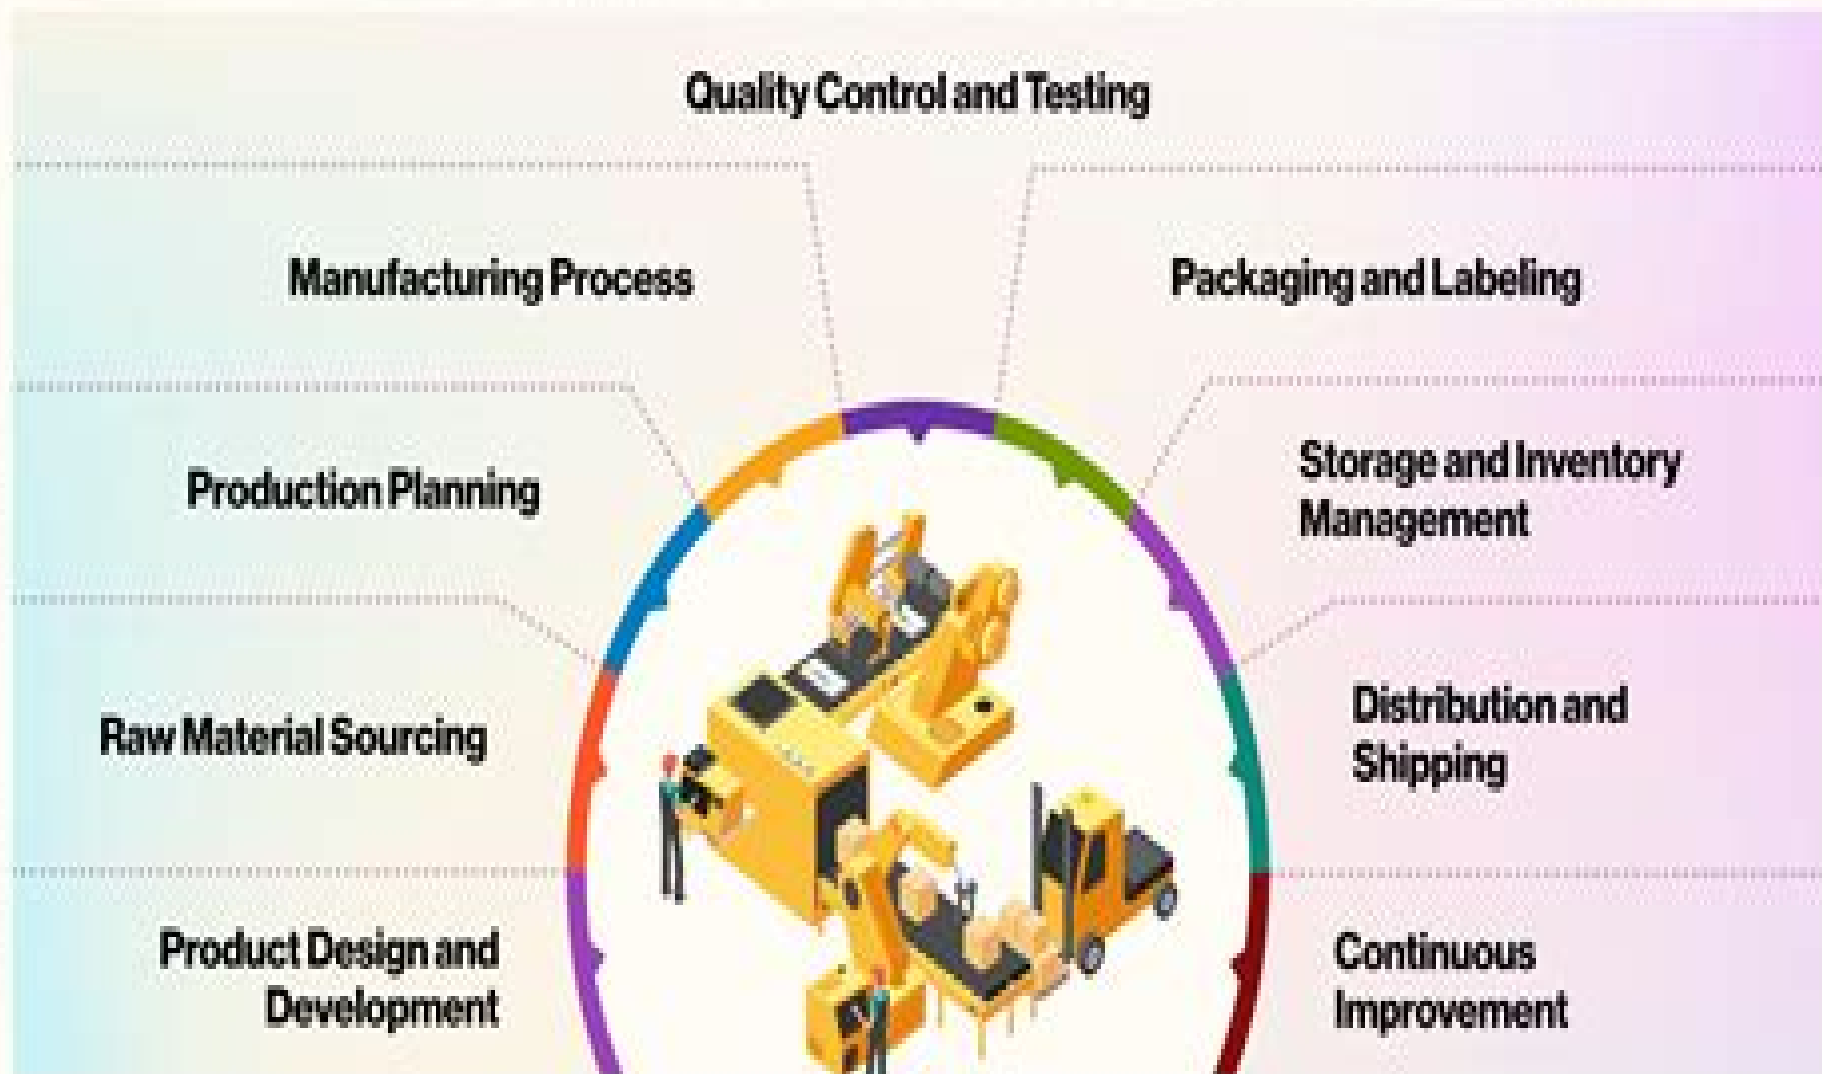 Quality Control and Testing
Manufacturing Process
Packaging and Labeling
Production Planning
Storage and Inventory
Management
Raw Material Sourcing
Distribution and
Shipping
Product Design and
Development
Continuous
Improvement